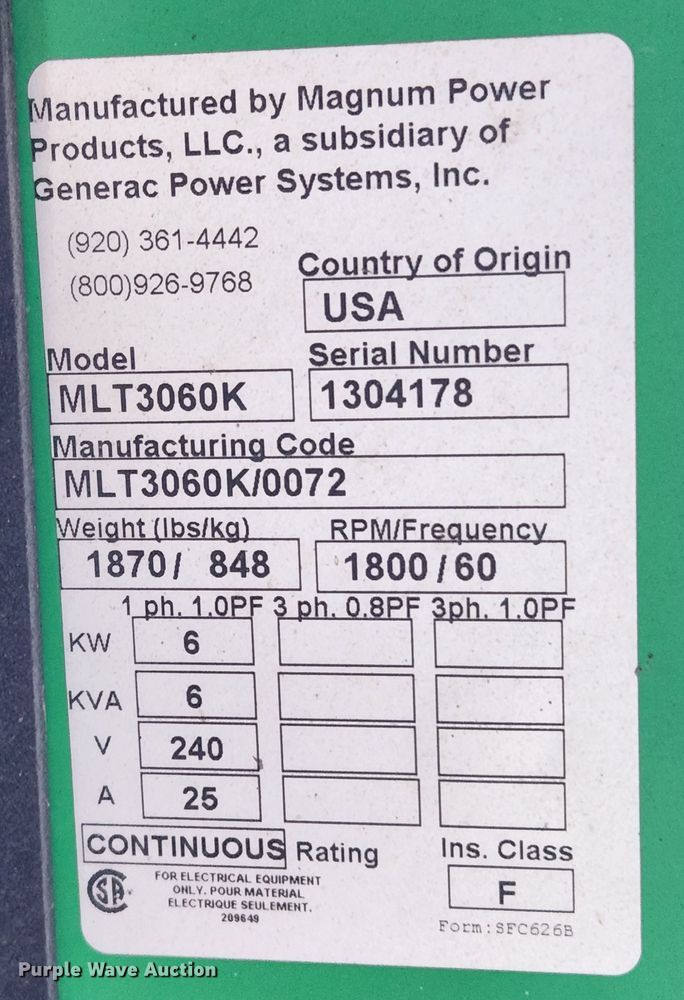 Manufactured by Magnum Power
Products, LLC., a subsidiary of
Generac Power Systems, Inc.
(920) 361-4442
(800)926-9768
Country of Origin
USA
Model
Serial Number
MLT3060K
1304178
Manufacturing Code
MLT3060K/0072
Weight (lbs/kg)
RPM/Frequency
1870/ 848
1800/60
1 ph. 1.0PF 3 ph. 0.8PF 3ph. 1.0PF
KW 6
KVA 6
V 240
A 25
CONTINUOUS Rating
Ins. Class
F
FOR ELECTRICAL EQUIPMENT
ONLY. POUR MATERIAL
ELECTRIQUE SEULEMENT.
209649
Form:SFC626B
Purple Wave Auction